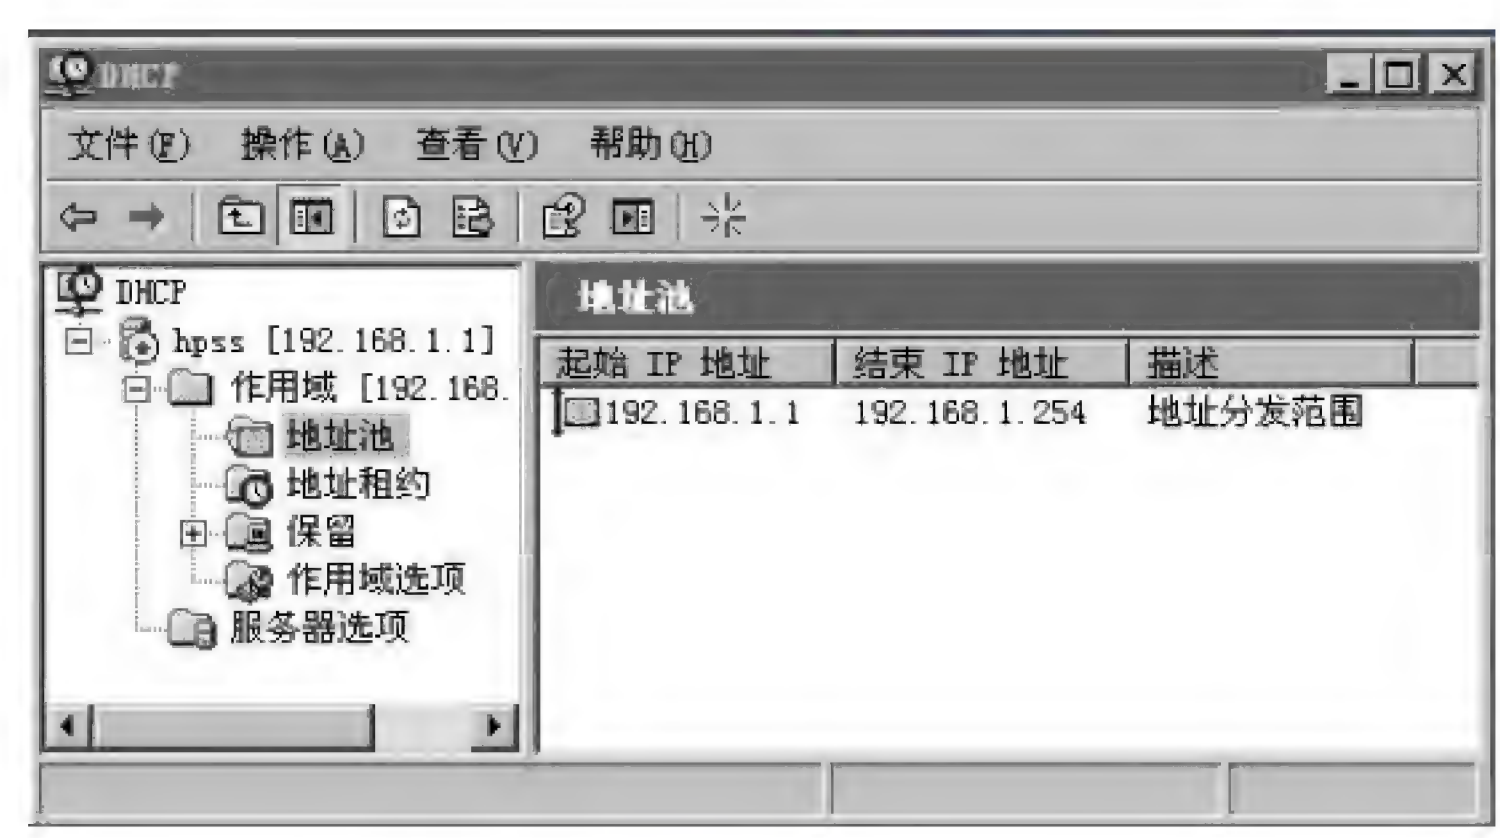 DHCP
文件(F) 操作(A) 查看(V) 帮助(H)
DHCP
hpss [192.168.1.1]
作用域 [192.168.
地址池
地址租约
保留
作用域选项
服务器选项
地址池
起始 IP 地址 结束 IP 地址 描述
192.168.1.1 192.168.1.254 地址分发范围